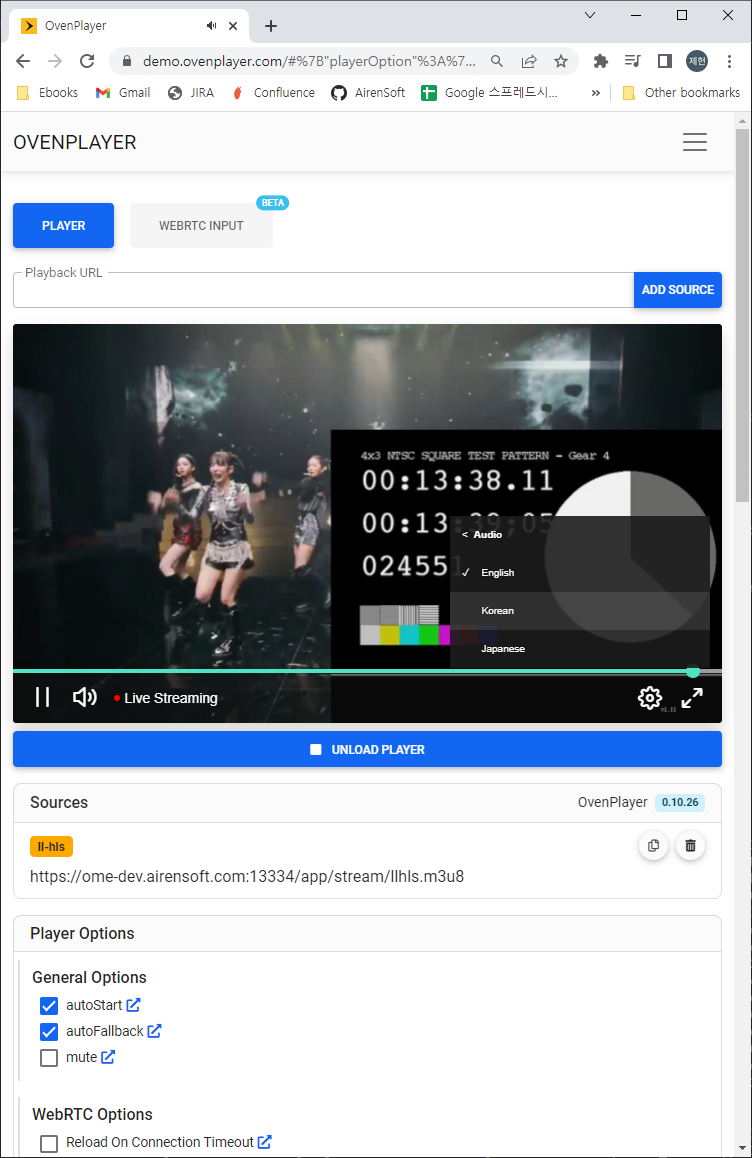 OvenPlayer
demo.ovenplayer.com/#%7B"playerOption"%3A%7...
제헌
Ebooks
Gmail
JIRA
Confluence
AirenSoft
Google 스프레드시...
»
Other bookmarks
OVENPLAYER
BETA
PLAYER
WEBRTC INPUT
Playback URL
ADD SOURCE
4x3 NTSC SQUARE TEST PATTERN - Gear 4
00:13:38.11
00:13:39;05
024551
< Audio
✓ English
Korean
Japanese
Live Streaming
v1.11
UNLOAD PLAYER
Sources
OvenPlayer 0.10.26
ll-hls
https://ome-dev.airensoft.com:13334/app/stream/llhls.m3u8
Player Options
General Options
autoStart
autoFallback
mute
WebRTC Options
Reload On Connection Timeout